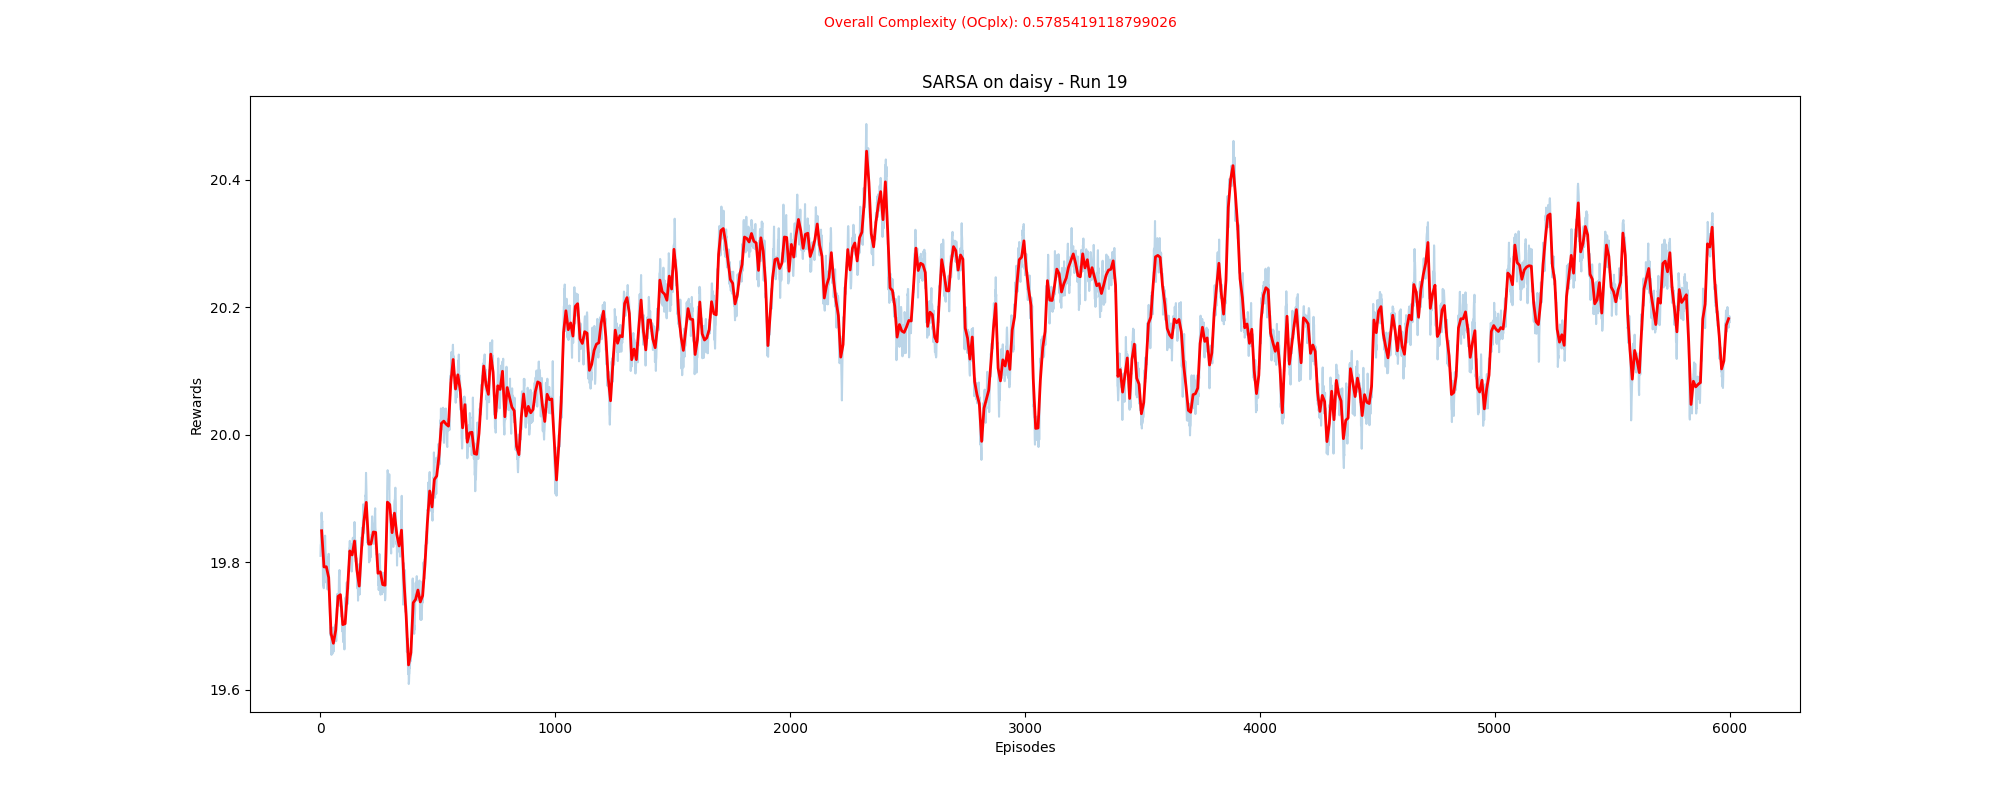 Overall Complexity (OCplx): 0.5785419118799026
SARSA on daisy - Run 19
20.4
20.2
20.0
19.8
19.6
Rewards
0 1000 2000 3000 4000 5000 6000
Episodes